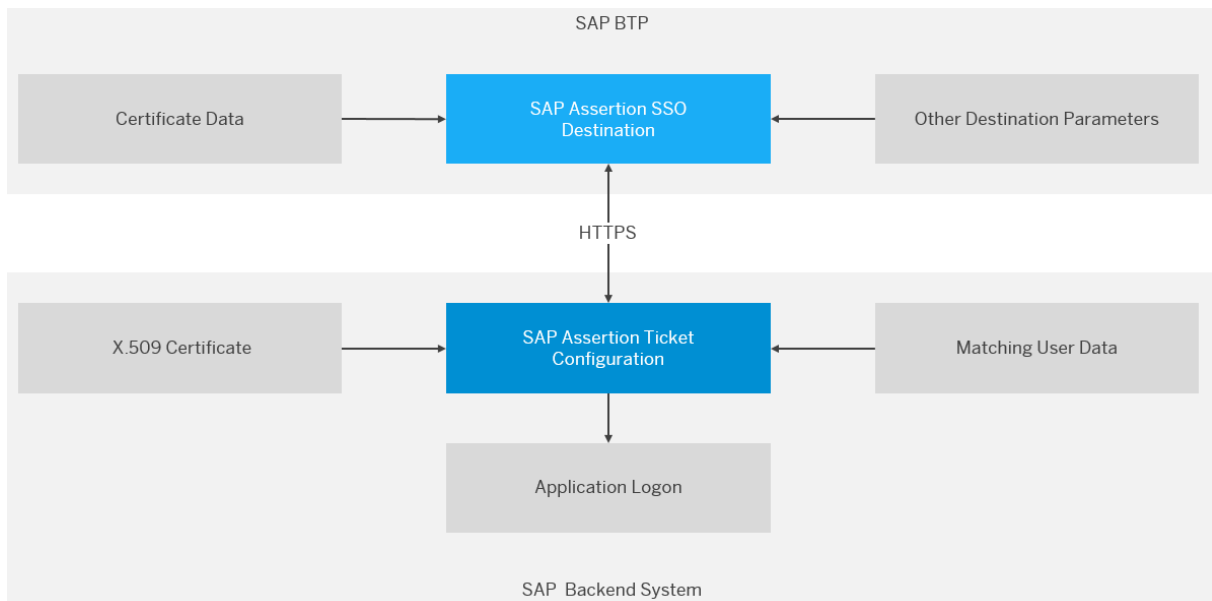 SAP BTP
Certificate Data
SAP Assertion SSO
Destination
Other Destination Parameters
HTTPS
X.509 Certificate
SAP Assertion Ticket
Configuration
Matching User Data
Application Logon
SAP Backend System